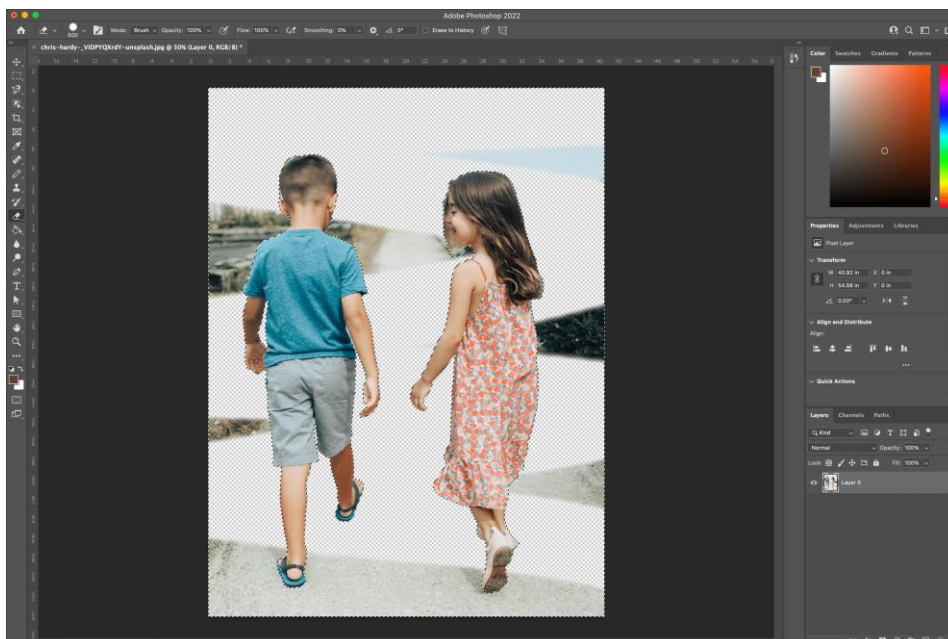 Adobe Photoshop 2022
600 Mode: Brush Opacity: 100% Flow: 100% Smoothing: 0% 0° Erase to History
× chris-hardy-_ViDPYQXrdY-unsplash.jpg @ 50% (Layer 0, RGB/8) *
Color Swatches Gradients Patterns
Properties Adjustments Libraries
Pixel Layer
Transform
W 40.92 in X 0 in
H 54.58 in Y 0 in
0.00°
Align and Distribute
Align:
Quick Actions
Layers Channels Paths
Kind
Normal Opacity: 100%
Lock: Fill: 100%
Layer 0